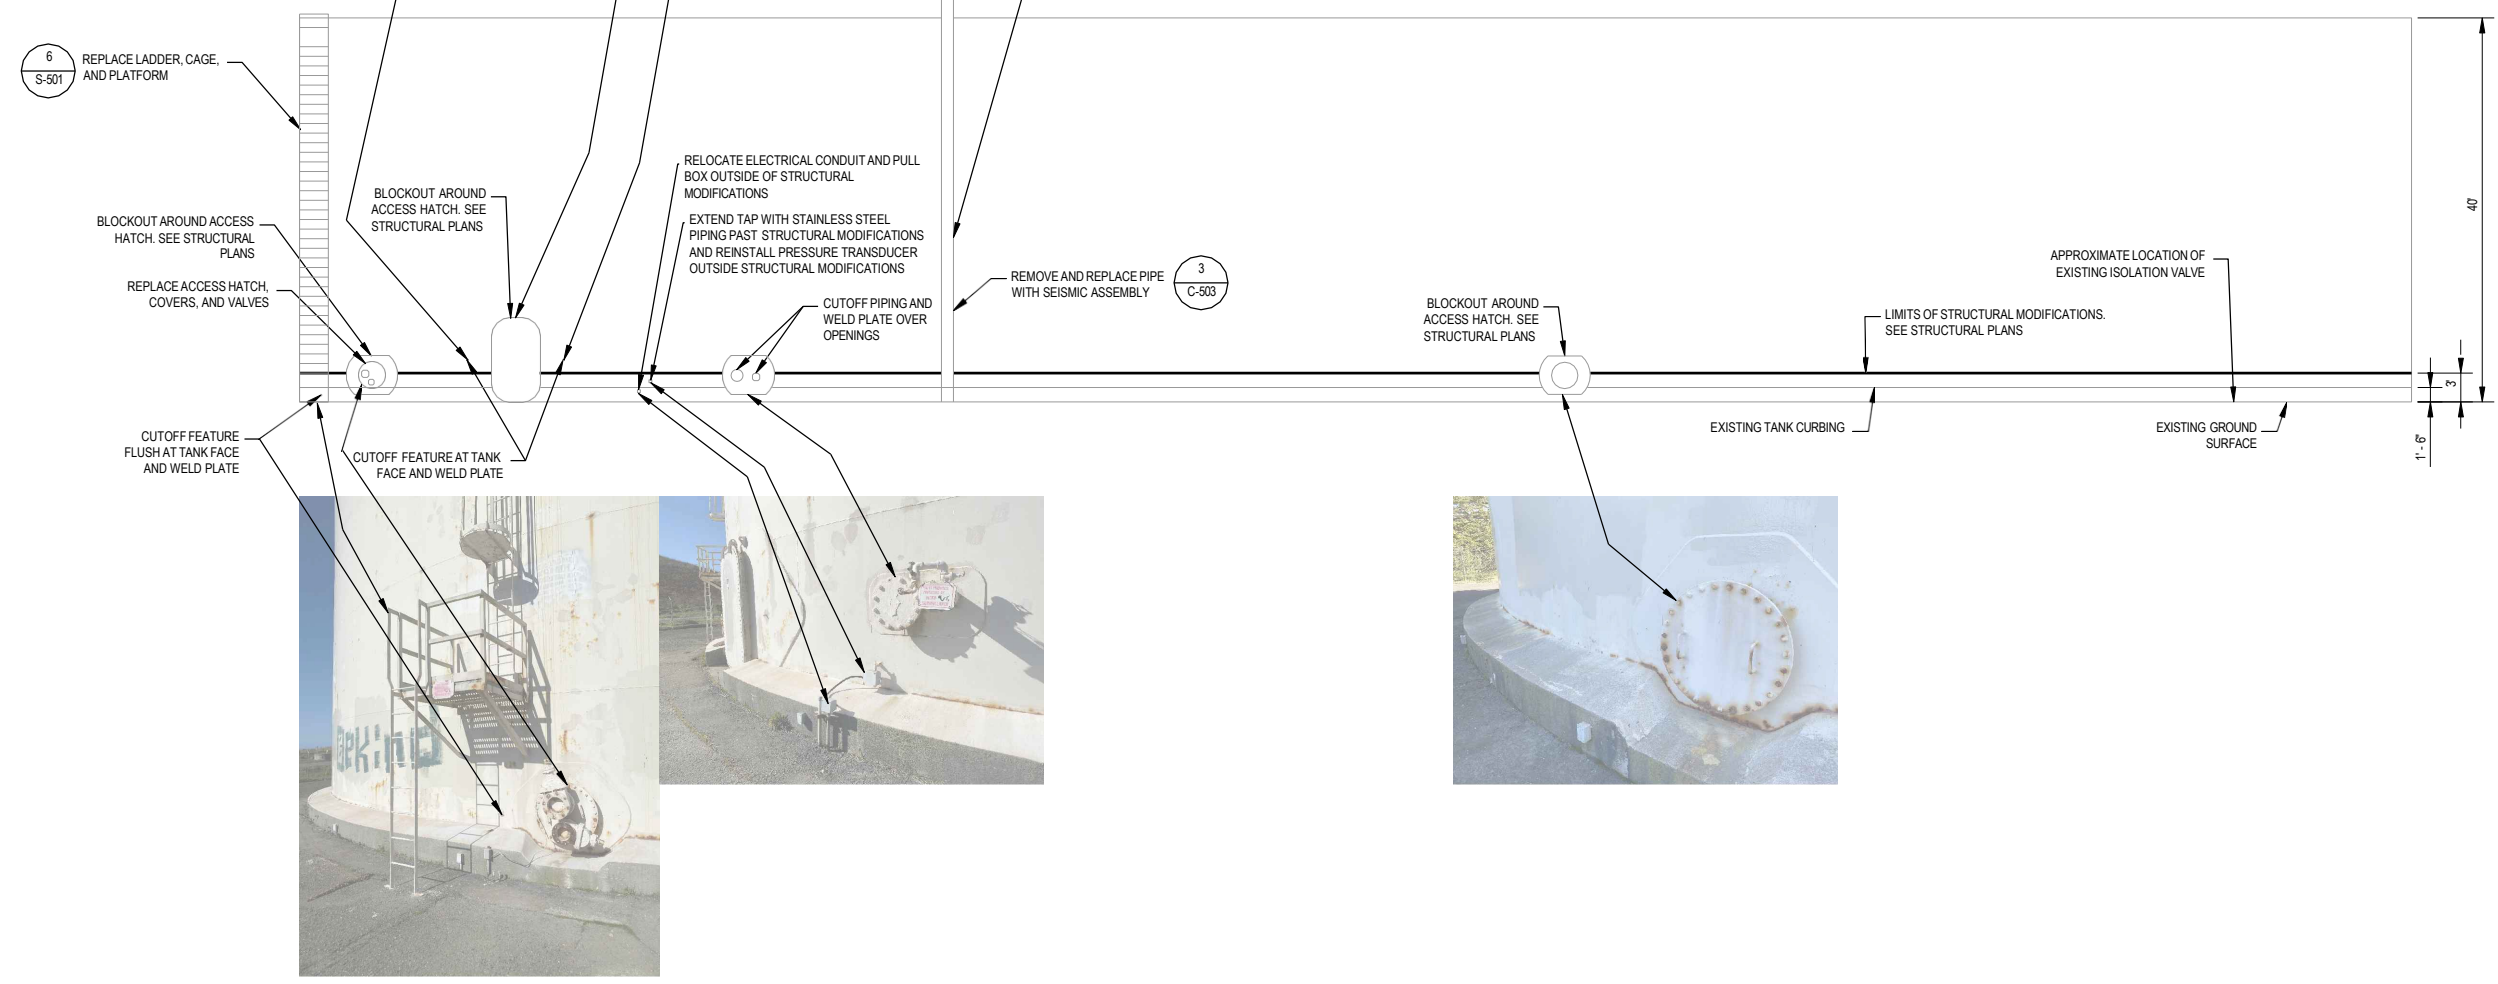 6
S-501
REPLACE LADDER, CAGE,
AND PLATFORM
BLOCKOUT AROUND ACCESS
HATCH. SEE STRUCTURAL
PLANS
REPLACE ACCESS HATCH,
COVERS, AND VALVES
BLOCKOUT AROUND
ACCESS HATCH. SEE
STRUCTURAL PLANS
RELOCATE ELECTRICAL CONDUIT AND PULL
BOX OUTSIDE OF STRUCTURAL
MODIFICATIONS
EXTEND TAP WITH STAINLESS STEEL
PIPING PAST STRUCTURAL MODIFICATIONS
AND REINSTALL PRESSURE TRANSDUCER
OUTSIDE STRUCTURAL MODIFICATIONS
CUTOFF PIPING AND
WELD PLATE OVER
OPENINGS
REMOVE AND REPLACE PIPE
WITH SEISMIC ASSEMBLY
3
C-503
BLOCKOUT AROUND
ACCESS HATCH. SEE
STRUCTURAL PLANS
APPROXIMATE LOCATION OF
EXISTING ISOLATION VALVE
LIMITS OF STRUCTURAL MODIFICATIONS.
SEE STRUCTURAL PLANS
40'
3'
1' - 6"
CUTOFF FEATURE
FLUSH AT TANK FACE
AND WELD PLATE
CUTOFF FEATURE AT TANK
FACE AND WELD PLATE
EXISTING TANK CURBING
EXISTING GROUND
SURFACE